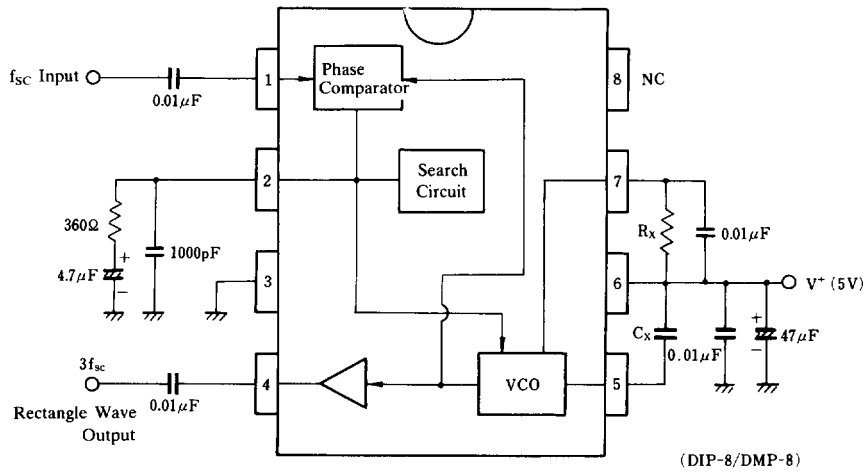 fSC Input
0.01μF
1
Phase
Comparator
8
NC
2
Search
Circuit
7
360Ω
+
4.7μF
−
1000pF
RX
0.01μF
3
6
V+ (5V)
CX
0.01μF
+
−
47μF
3fsc
4
VCO
5
0.01μF
Rectangle Wave
Output
(DIP-8/DMP-8)